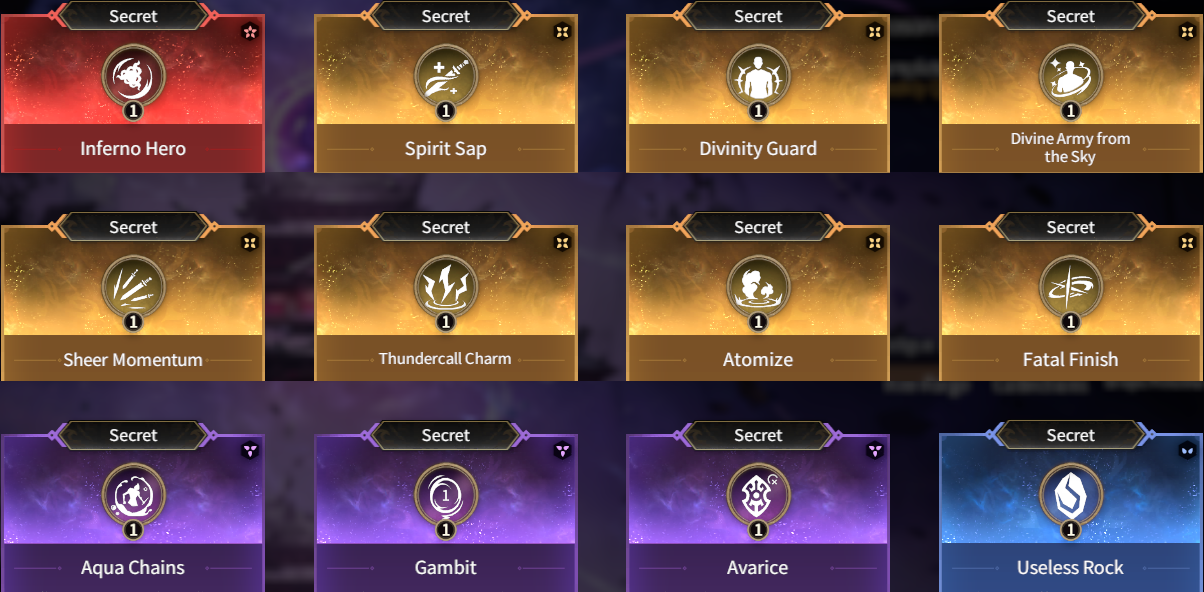 Secret Secret Secret Secret
1 1 1 1
Inferno Hero Spirit Sap Divinity Guard Divine Army from
the Sky
Secret Secret Secret Secret
1 1 1 1
Sheer Momentum Thundercall Charm Atomize Fatal Finish
Secret Secret Secret Secret
1
1 1 1 1
Aqua Chains Gambit Avarice Useless Rock